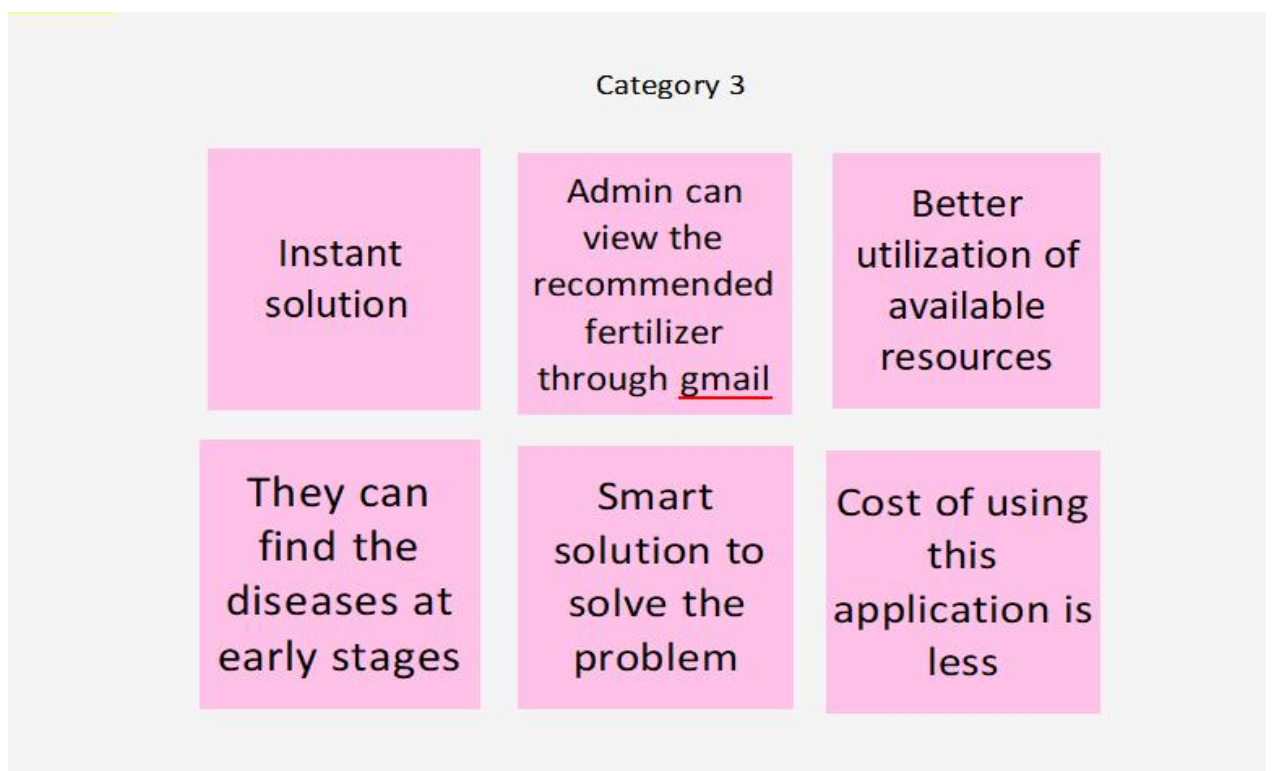 Category 3
Instant
solution
Admin can
view the
recommended
fertilizer
through gmail
Better
utilization of
available
resources
They can
find the
diseases at
early stages
Smart
solution to
solve the
problem
Cost of using
this
application is
less